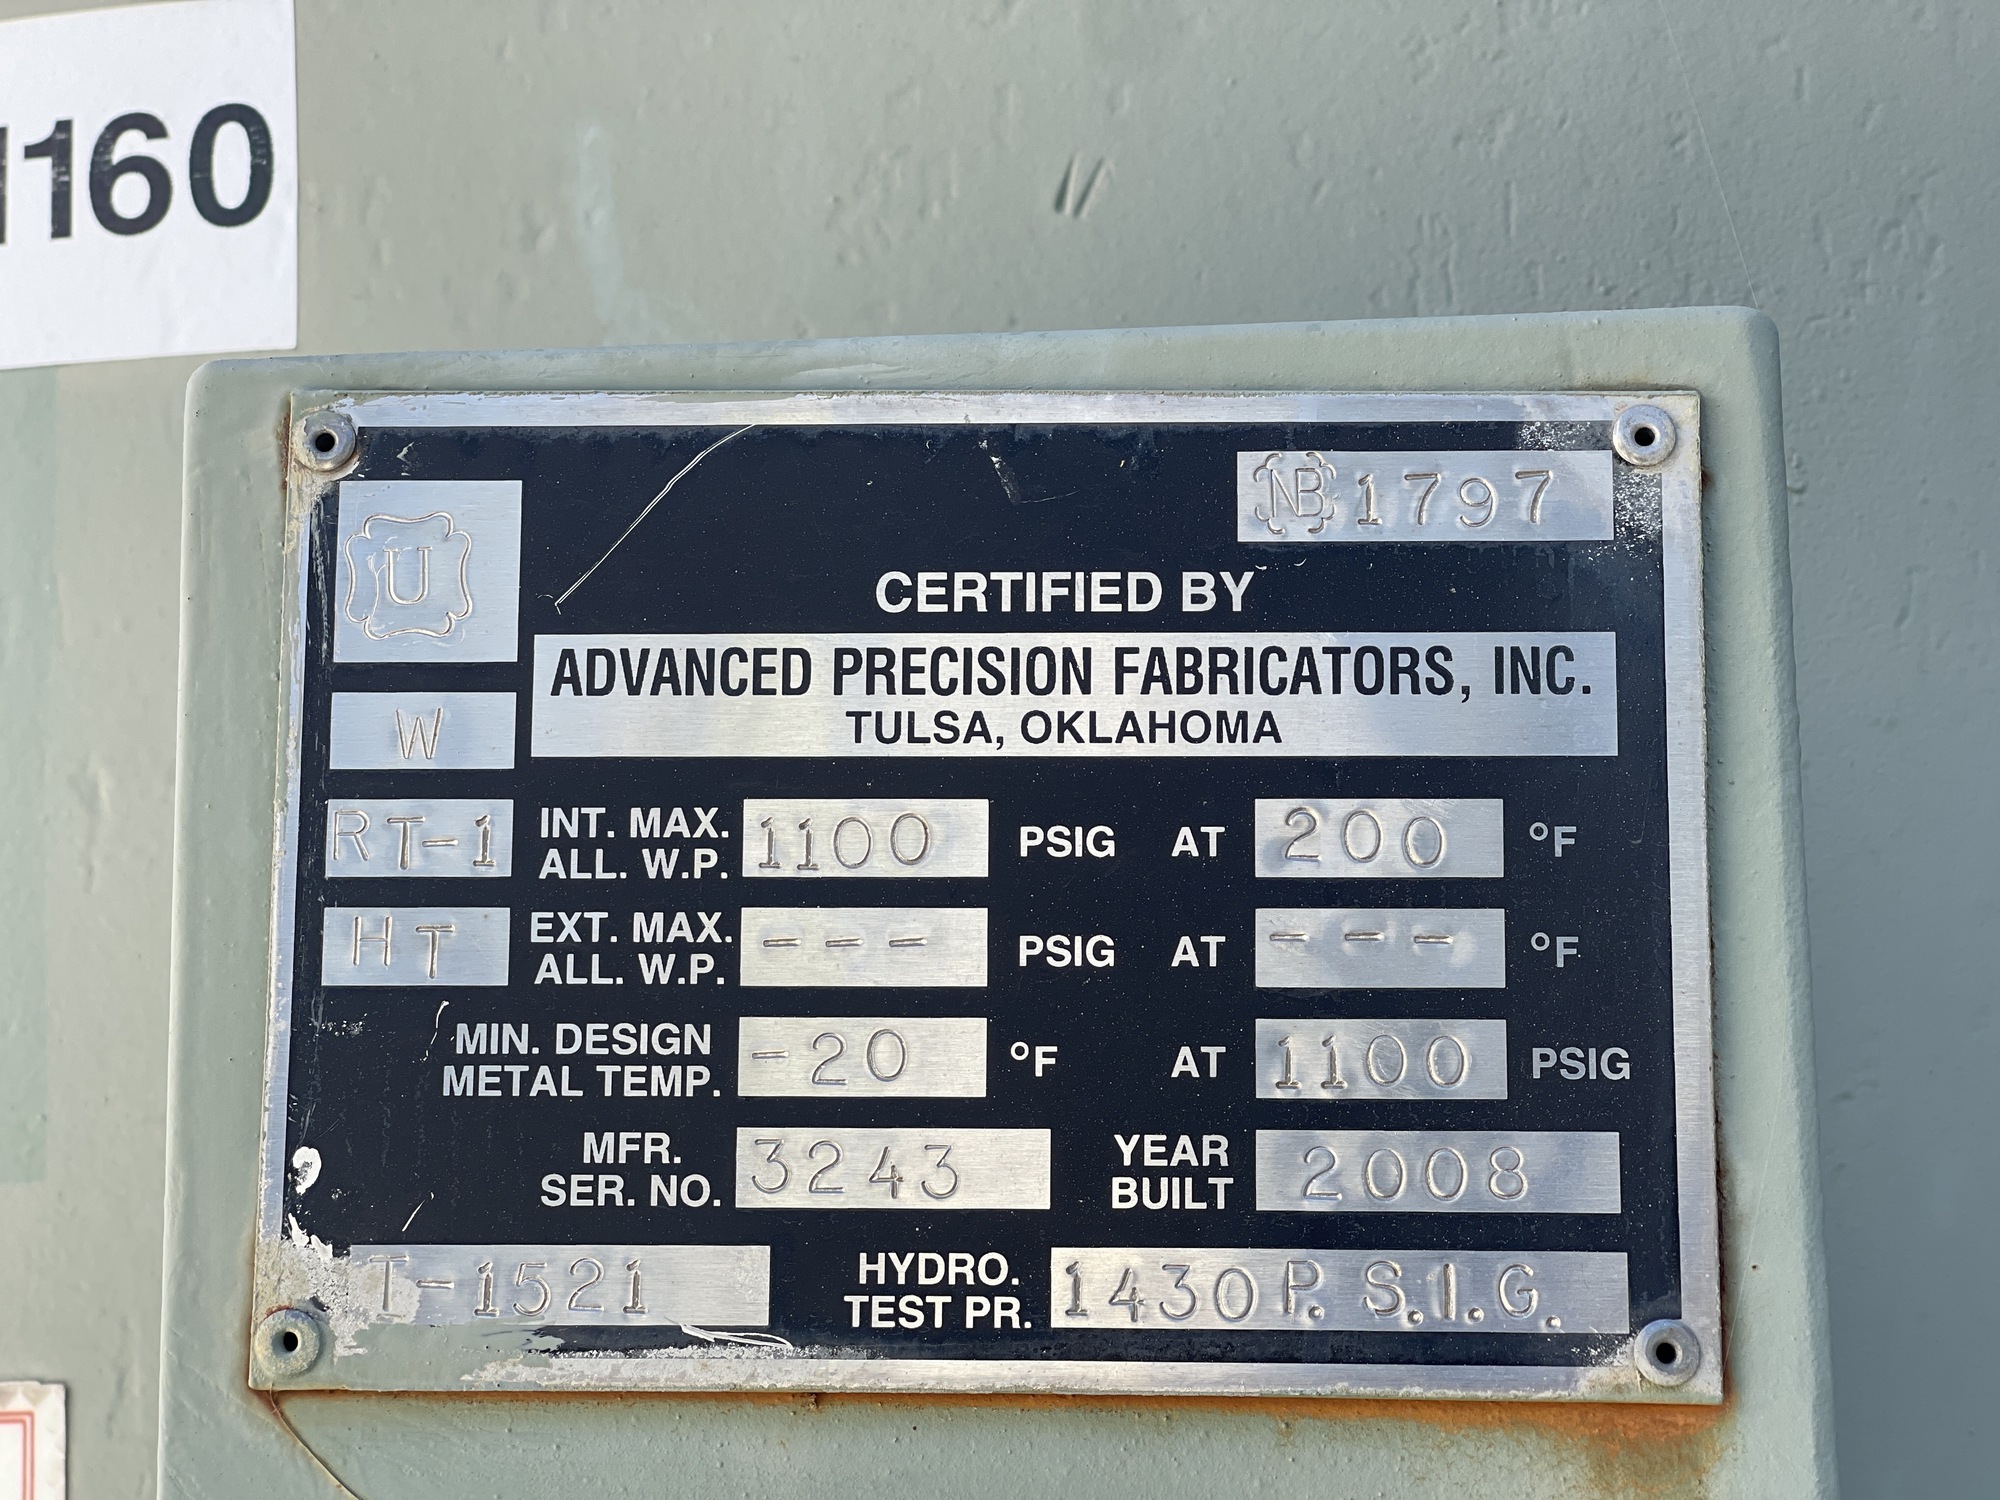 1160
NB 1797
U
CERTIFIED BY
ADVANCED PRECISION FABRICATORS, INC.
TULSA, OKLAHOMA
W
RT-1 INT. MAX. ALL. W.P. 1100 PSIG AT 200 °F
HT EXT. MAX. ALL. W.P. --- PSIG AT --- °F
MIN. DESIGN METAL TEMP. -20 °F AT 1100 PSIG
MFR. SER. NO. 3243 YEAR BUILT 2008
T-1521 HYDRO. TEST PR. 1430 P.S.I.G.